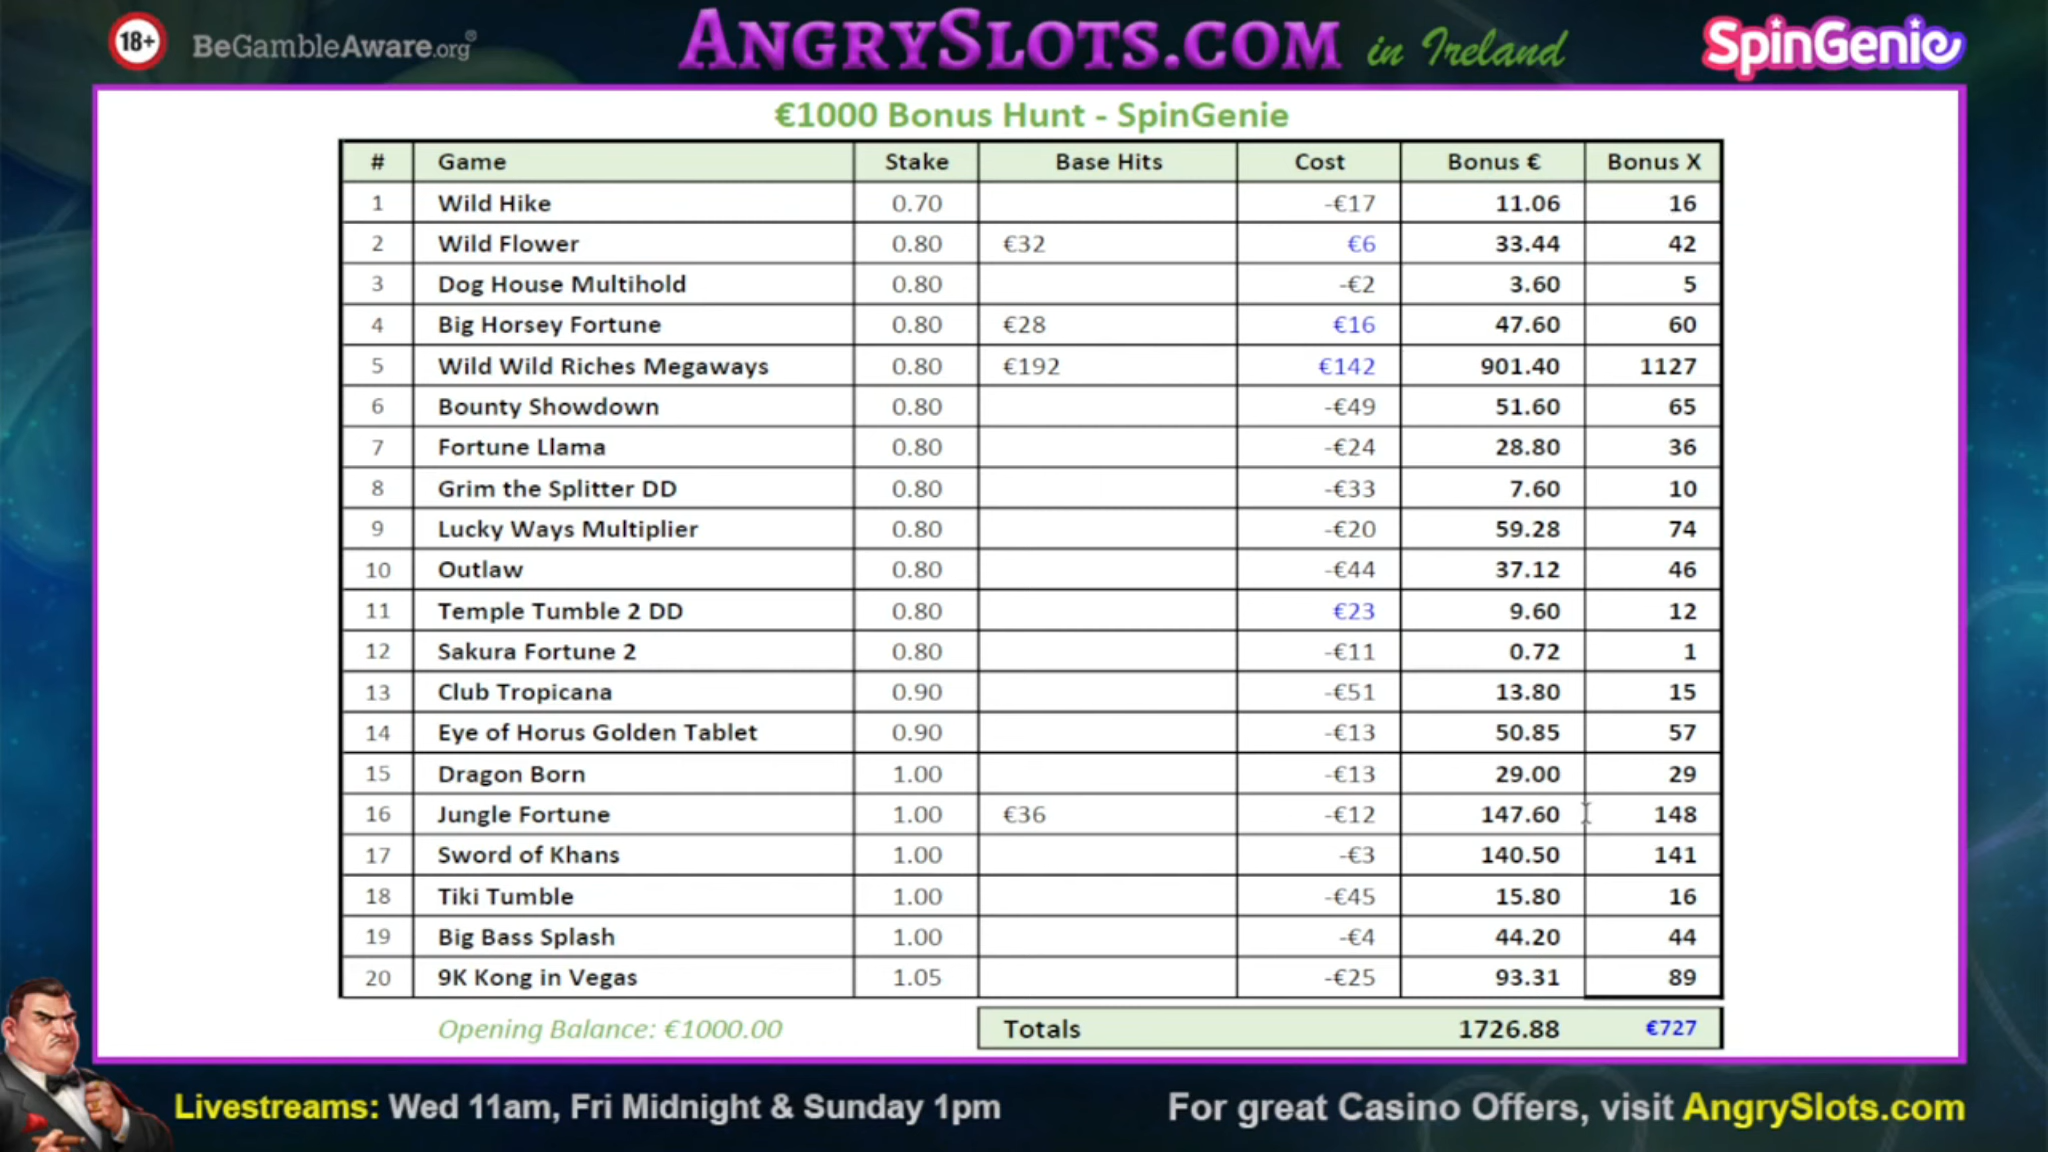 18+ BeGambleAware.org® AngrySlots.com in Ireland SpinGenie
€1000 Bonus Hunt - SpinGenie
# Game Stake Base Hits Cost Bonus € Bonus X
1 Wild Hike 0.70 -€17 11.06 16
2 Wild Flower 0.80 €32 €6 33.44 42
3 Dog House Multihold 0.80 -€2 3.60 5
4 Big Horsey Fortune 0.80 €28 €16 47.60 60
5 Wild Wild Riches Megaways 0.80 €192 €142 901.40 1127
6 Bounty Showdown 0.80 -€49 51.60 65
7 Fortune Llama 0.80 -€24 28.80 36
8 Grim the Splitter DD 0.80 -€33 7.60 10
9 Lucky Ways Multiplier 0.80 -€20 59.28 74
10 Outlaw 0.80 -€44 37.12 46
11 Temple Tumble 2 DD 0.80 €23 9.60 12
12 Sakura Fortune 2 0.80 -€11 0.72 1
13 Club Tropicana 0.90 -€51 13.80 15
14 Eye of Horus Golden Tablet 0.90 -€13 50.85 57
15 Dragon Born 1.00 -€13 29.00 29
16 Jungle Fortune 1.00 €36 -€12 147.60 148
17 Sword of Khans 1.00 -€3 140.50 141
18 Tiki Tumble 1.00 -€45 15.80 16
19 Big Bass Splash 1.00 -€4 44.20 44
20 9K Kong in Vegas 1.05 -€25 93.31 89
Opening Balance: €1000.00 Totals 1726.88 €727
Livestreams: Wed 11am, Fri Midnight & Sunday 1pm For great Casino Offers, visit AngrySlots.com